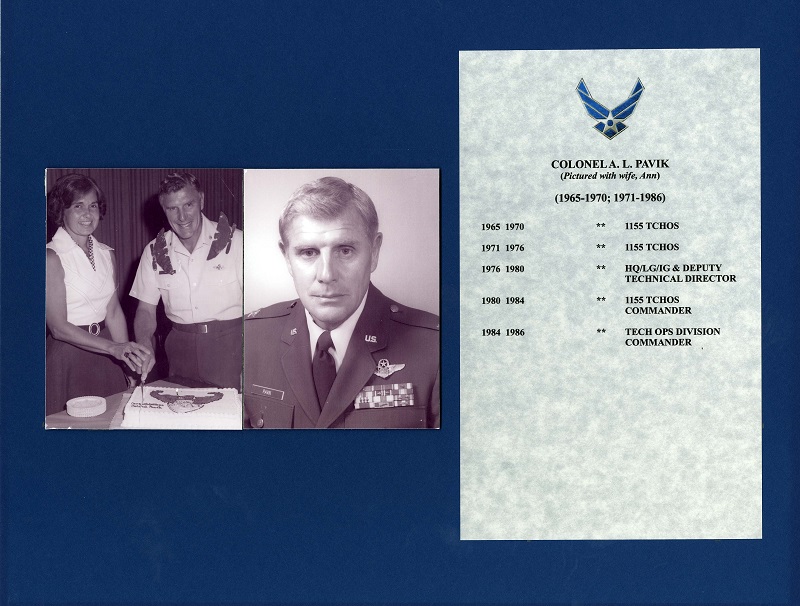 COLONEL A. L. PAVIK
(Pictured with wife, Ann)
(1965-1970; 1971-1986)
1965 1970 ** 1155 TCHOS
1971 1976 ** 1155 TCHOS
1976 1980 ** HQ/LG/IG & DEPUTY
TECHNICAL DIRECTOR
1980 1984 ** 1155 TCHOS
COMMANDER
1984 1986 ** TECH OPS DIVISION
COMMANDER
U.S.
PAVIK